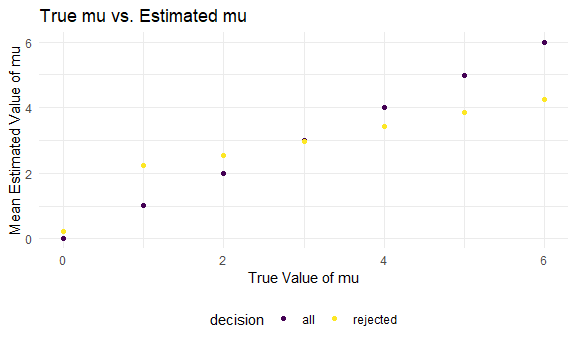 True mu vs. Estimated mu
Mean Estimated Value of mu
6
4
2
0
0 2 4 6
True Value of mu
decision all rejected